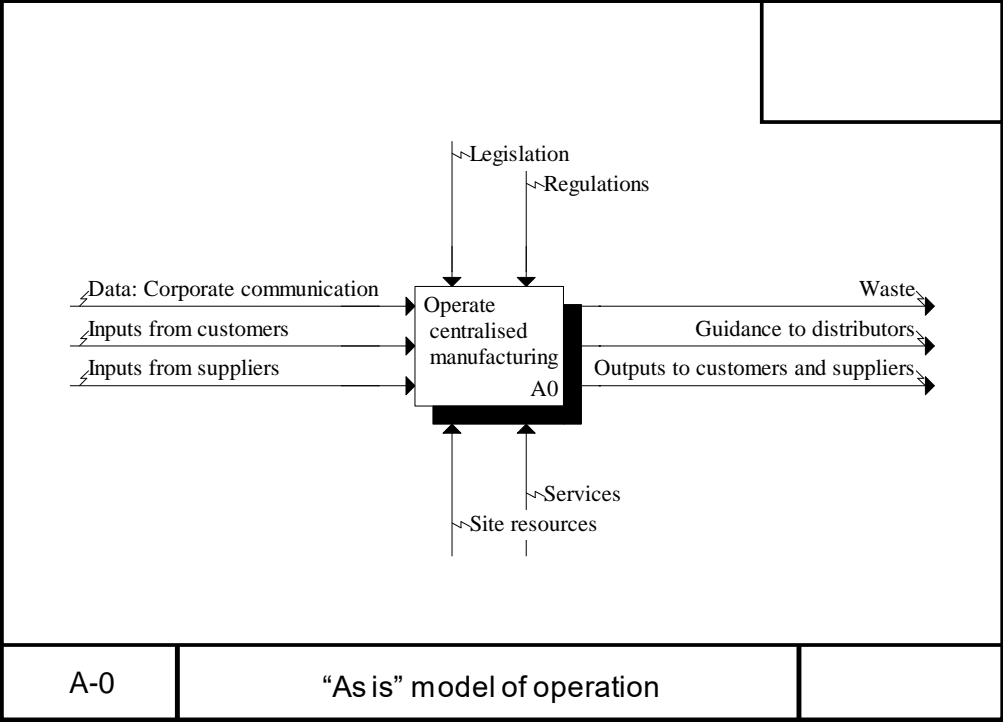 Legislation
Regulations
Data: Corporate communication
Inputs from customers
Inputs from suppliers
Operate
centralised
manufacturing
A0
Waste
Guidance to distributors
Outputs to customers and suppliers
Services
Site resources
A-0
“As is” model of operation